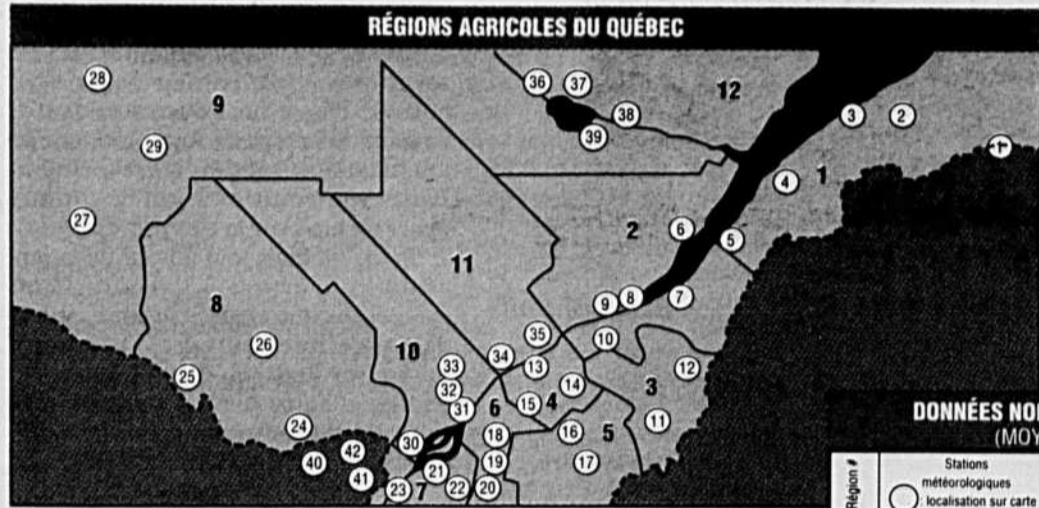 RÉGIONS AGRICOLES DU QUÉBEC
28 9 36 37 12 3 2
29 38 39 1
4 1
27 6 5
2
11
8 9 8 7
26 10 35 10
25 33 34 13 12
32 14 3
31 6 15 4 11
24 30 18 16 5
40 42 21 19 17
41 23 7 22 20
DONNÉES NO
(MOY
Région #
Stations
météorologiques
localisation sur carte